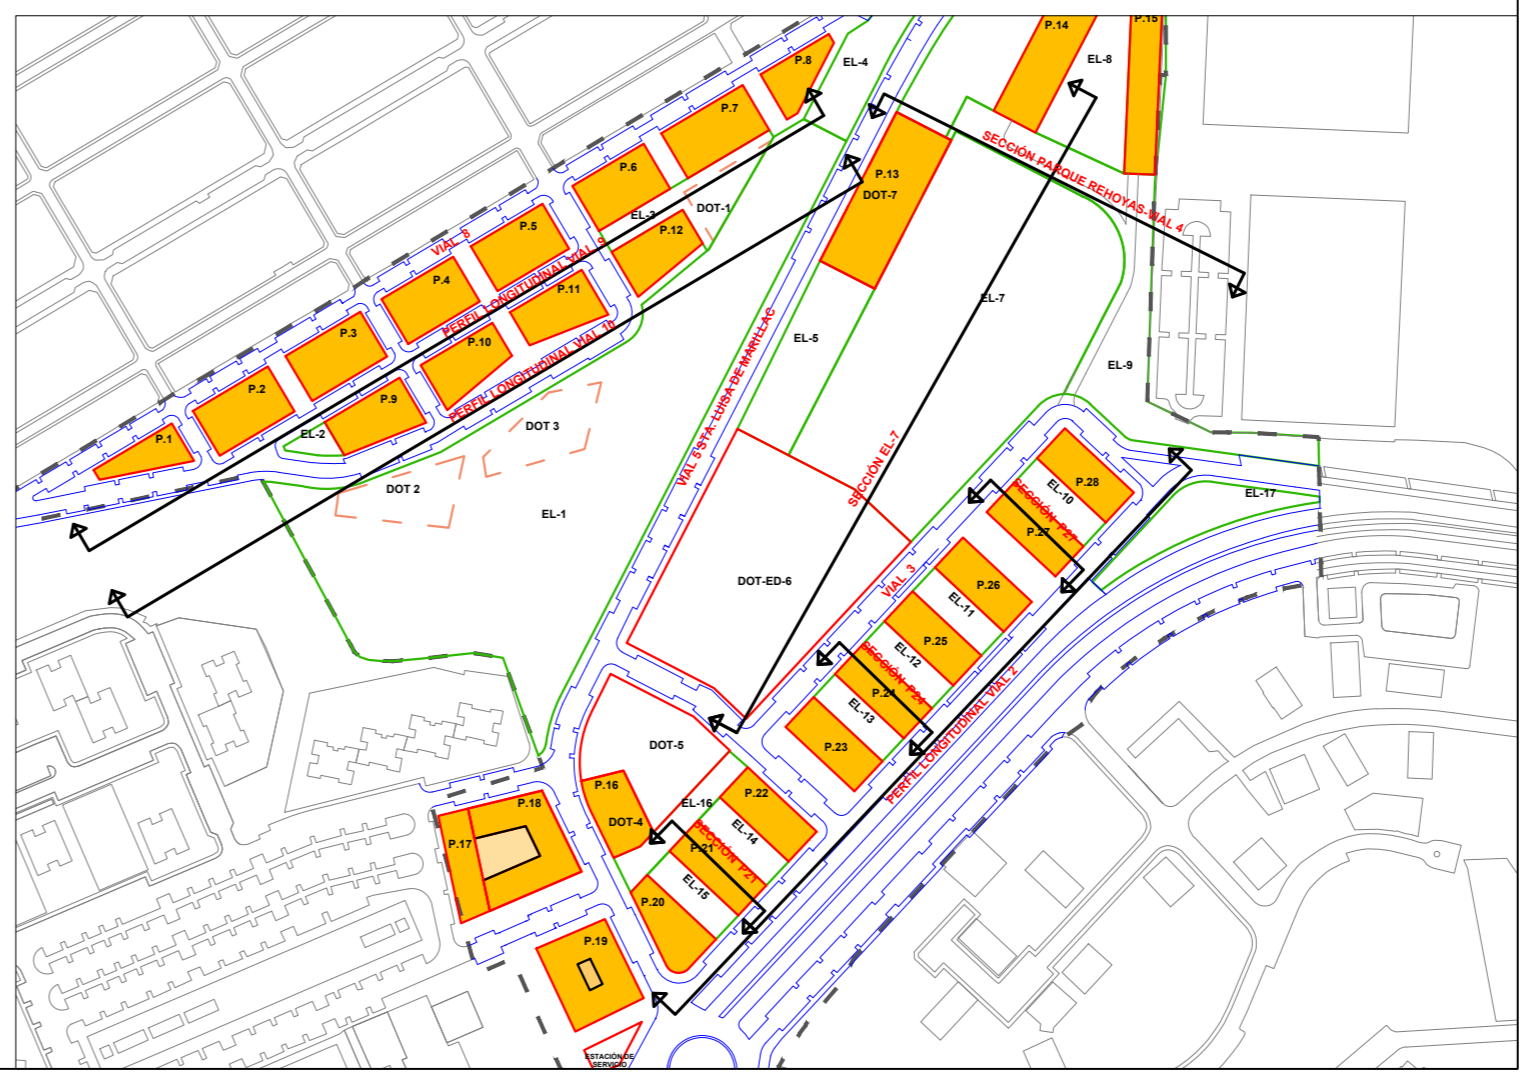 P.14
P.15
P.8
EL-4
EL-8
P.7
SECCIÓN PARQUE REHOYAS-VIAL 4
P.6
P.13
DOT-7
DOT-1
EL-3
P.12
P.5
VIAL 8
PERFIL LONGITUDINAL VIAL 9
P.4
P.11
EL-7
P.3
P.10
PERFIL LONGITUDINAL VIAL 10
EL-5
EL-9
VIAL 5 STA. LUISA DE MARILLAC
P.2
P.9
P.1
EL-2
DOT 3
DOT 2
EL-1
SECCIÓN EL-7
P.28
EL-10
EL-17
SECCIÓN P27
P.27
DOT-ED-6
VIAL 3
P.26
EL-11
P.25
EL-12
SECCIÓN P24
P.24
EL-13
P.23
PERFIL LONGITUDINAL VIAL 2
DOT-5
P.16
DOT-4
EL-16
P.22
EL-14
P.21
SECCIÓN P21
EL-15
P.20
P.18
P.17
P.19
ESTACIÓN DE
SERVICIO